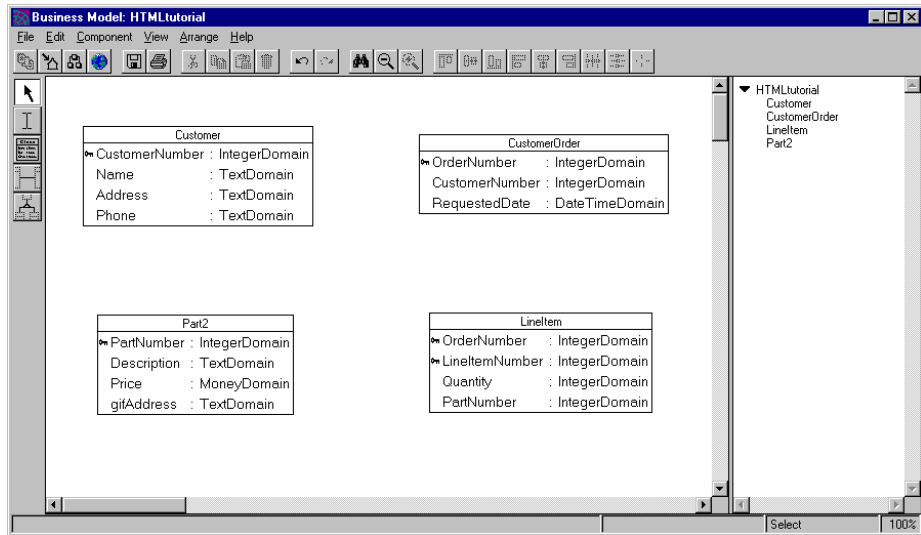 Business Model: HTMLtutorial
File Edit Component View Arrange Help
Customer
CustomerNumber : IntegerDomain
Name : TextDomain
Address : TextDomain
Phone : TextDomain
CustomerOrder
OrderNumber : IntegerDomain
CustomerNumber : IntegerDomain
RequestedDate : DateTimeDomain
Part2
PartNumber : IntegerDomain
Description : TextDomain
Price : MoneyDomain
gifAddress : TextDomain
LineItem
OrderNumber : IntegerDomain
LineItemNumber : IntegerDomain
Quantity : IntegerDomain
PartNumber : IntegerDomain
HTMLtutorial
Customer
CustomerOrder
LineItem
Part2
Select 100%